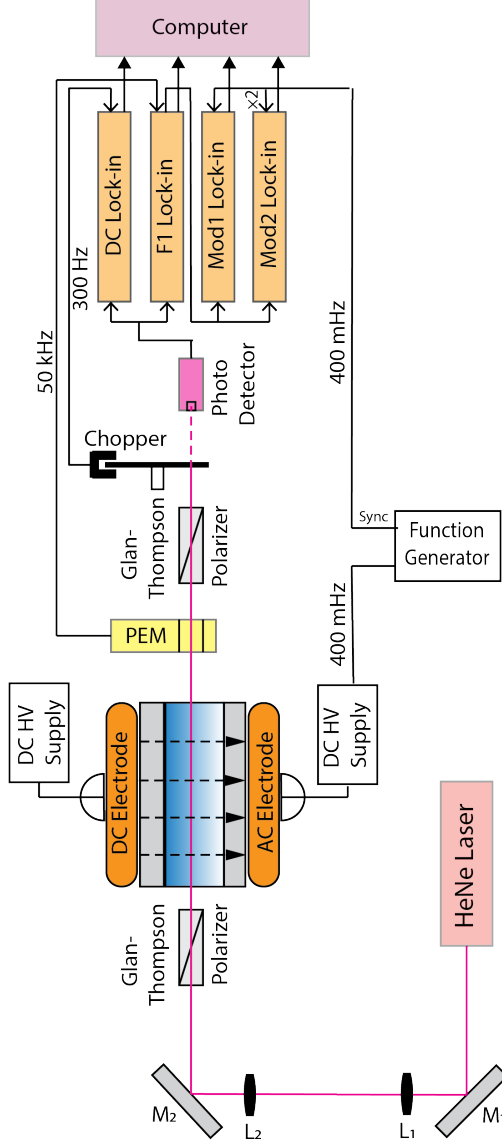 Computer
DC Lock-in
F1 Lock-in
Mod1 Lock-in
Mod2 Lock-in
×2
300 Hz
50 kHz
400 mHz
Photo
Detector
Chopper
Glan-
Thompson
Polarizer
Sync
Function
Generator
PEM
400 mHz
DC HV
Supply
DC Electrode
AC Electrode
DC HV
Supply
HeNe Laser
Glan-
Thompson
Polarizer
M₂
L₂
L₁